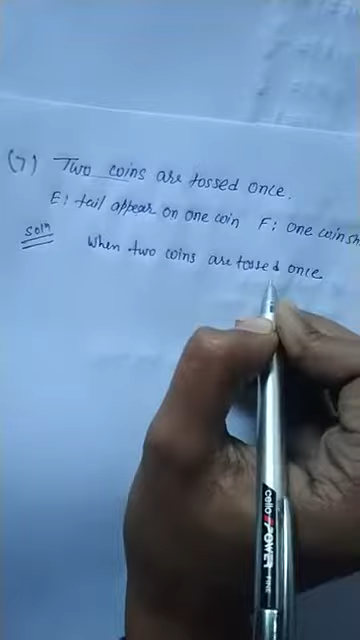 (7) Two coins are tossed once.
E: tail appear on one coin F: one coin sh
Soln When two coins are tossed once
cello POWER FINE